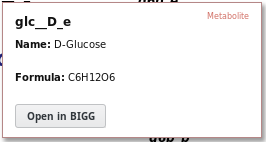 Metabolite
glc__D_e
Name: D-Glucose
Formula: C6H12O6
Open in BIGG